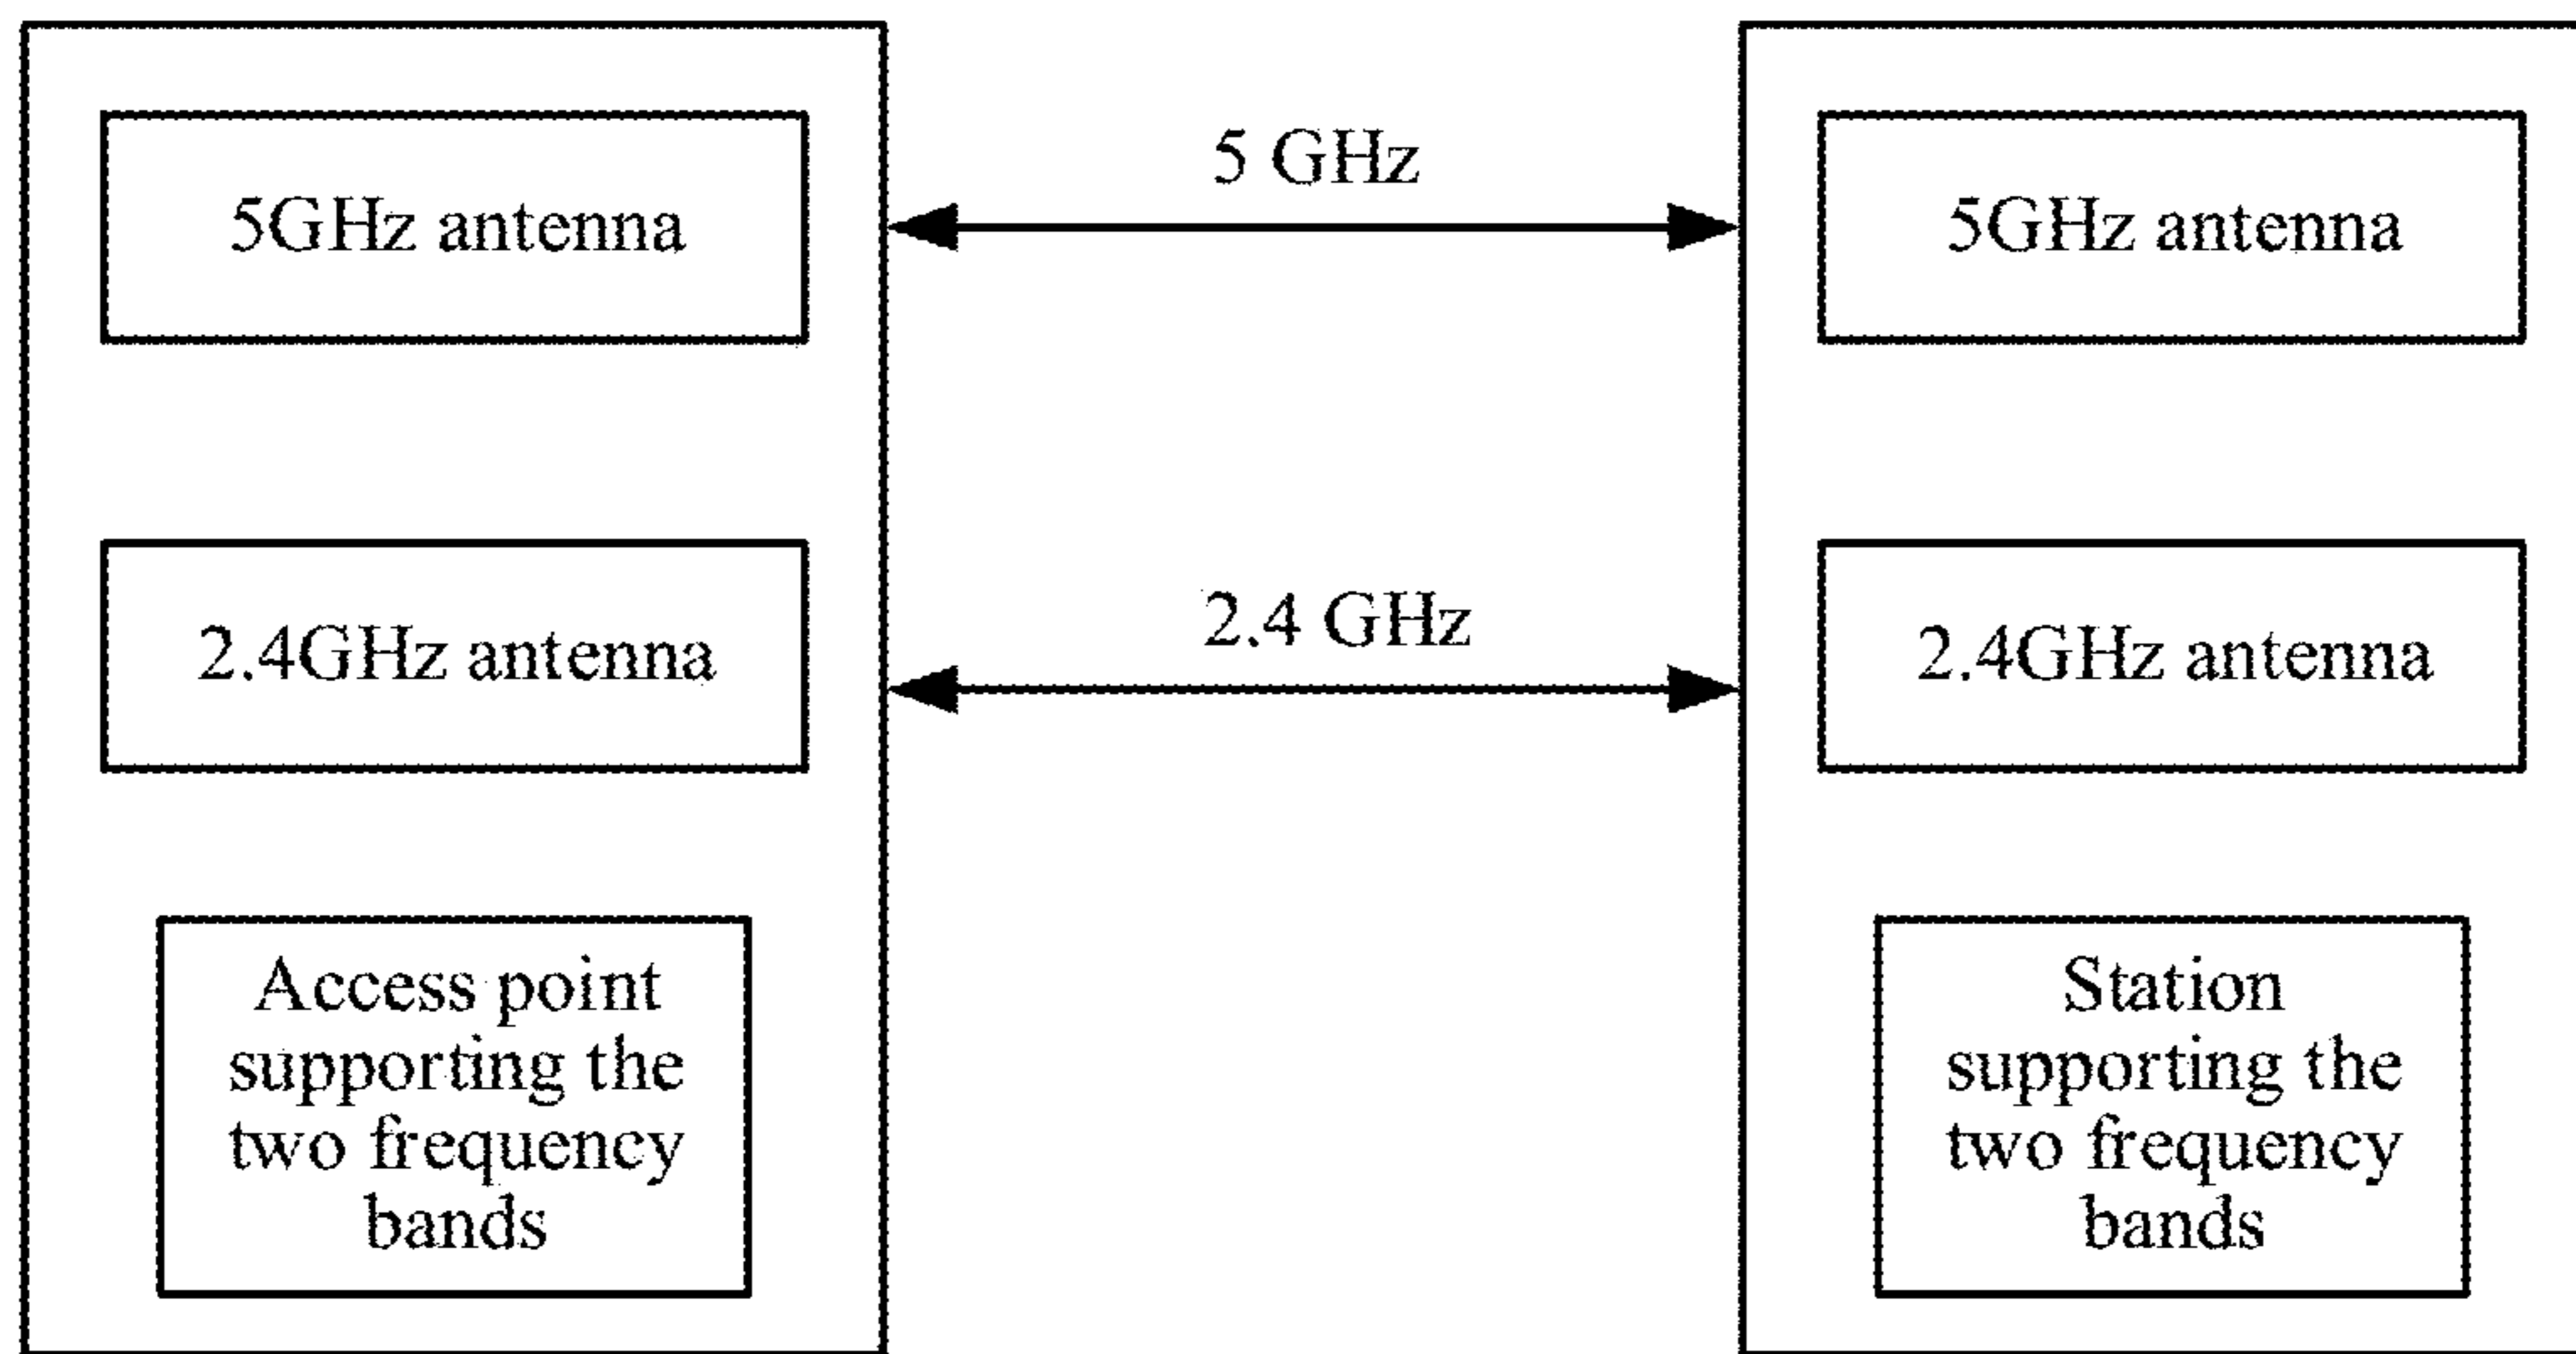 5GHz antenna
5 GHz
5GHz antenna
2.4GHz antenna
2.4 GHz
2.4GHz antenna
Access point
supporting the
two frequency
bands
Station
supporting the
two frequency
bands